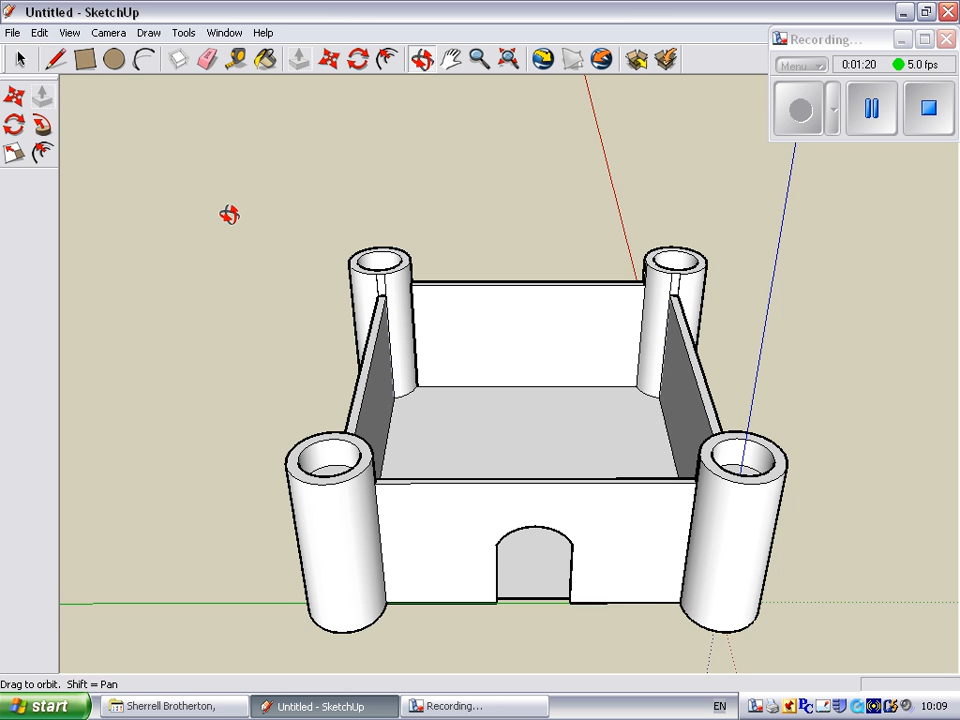 Untitled - SketchUp
File Edit View Camera Draw Tools Window Help
Recording...
Menu 0:01:20 5.0 fps
Drag to orbit. Shift = Pan
start Sherrell Brotherton, Untitled - SketchUp Recording... EN 10:09